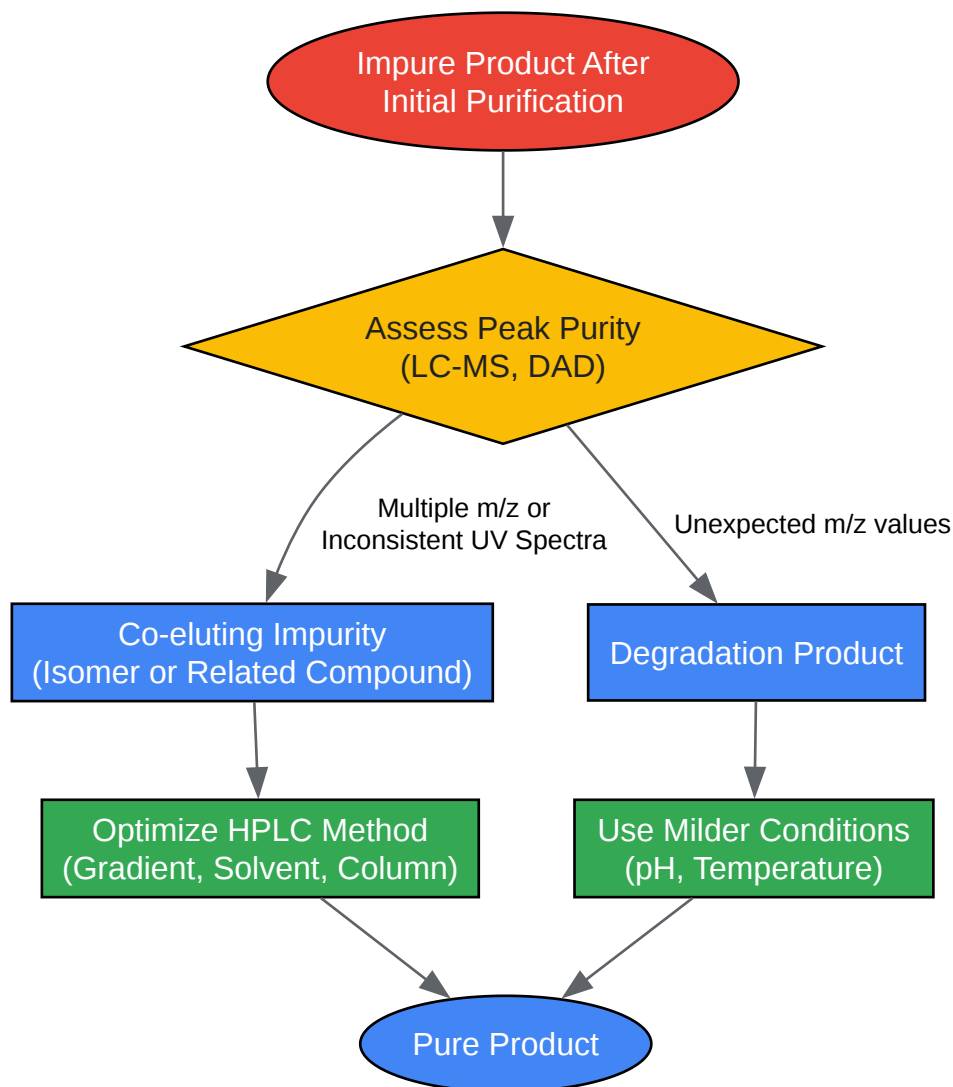 Impure Product After
Initial Purification
Assess Peak Purity
(LC-MS, DAD)
Multiple m/z or
Inconsistent UV Spectra
Unexpected m/z values
Co-eluting Impurity
(Isomer or Related Compound)
Degradation Product
Optimize HPLC Method
(Gradient, Solvent, Column)
Use Milder Conditions
(pH, Temperature)
Pure Product